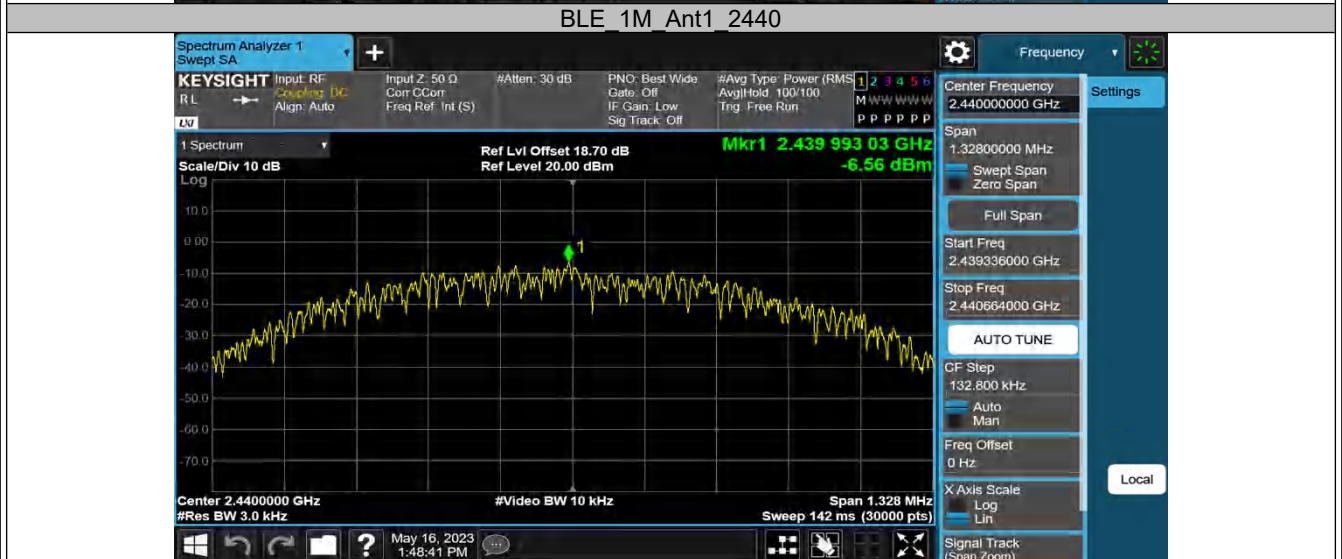 BLE_1M_Ant1_2440
Spectrum Analyzer 1
Swept SA
+
Frequency
KEYSIGHT
RL
LXI
Input: RF
Coupling: DC
Align: Auto
Input Z: 50 Ω
Corr CCorr
Freq Ref: Int (S)
#Atten: 30 dB
PNO: Best Wide
Gate: Off
IF Gain: Low
Sig Track: Off
#Avg Type: Power (RMS
Avg|Hold: 100/100
Trig: Free Run
1 2 3 4 5 6
M W W W W W
P P P P P P
1 Spectrum
Scale/Div 10 dB
Log
Ref Lvl Offset 18.70 dB
Ref Level 20.00 dBm
Mkr1 2.439 993 03 GHz
-6.56 dBm
10.0
0.00
-10.0
-20.0
-30.0
-40.0
-50.0
-60.0
-70.0
1
Center 2.4400000 GHz
#Res BW 3.0 kHz
#Video BW 10 kHz
Span 1.328 MHz
Sweep 142 ms (30000 pts)
Center Frequency
2.440000000 GHz
Settings
Span
1.32800000 MHz
Swept Span
Zero Span
Full Span
Start Freq
2.439336000 GHz
Stop Freq
2.440664000 GHz
AUTO TUNE
CF Step
132.800 kHz
Auto
Man
Freq Offset
0 Hz
X Axis Scale
Log
Lin
Local
Signal Track
(Span Zoom)
?
May 16, 2023
1:48:41 PM